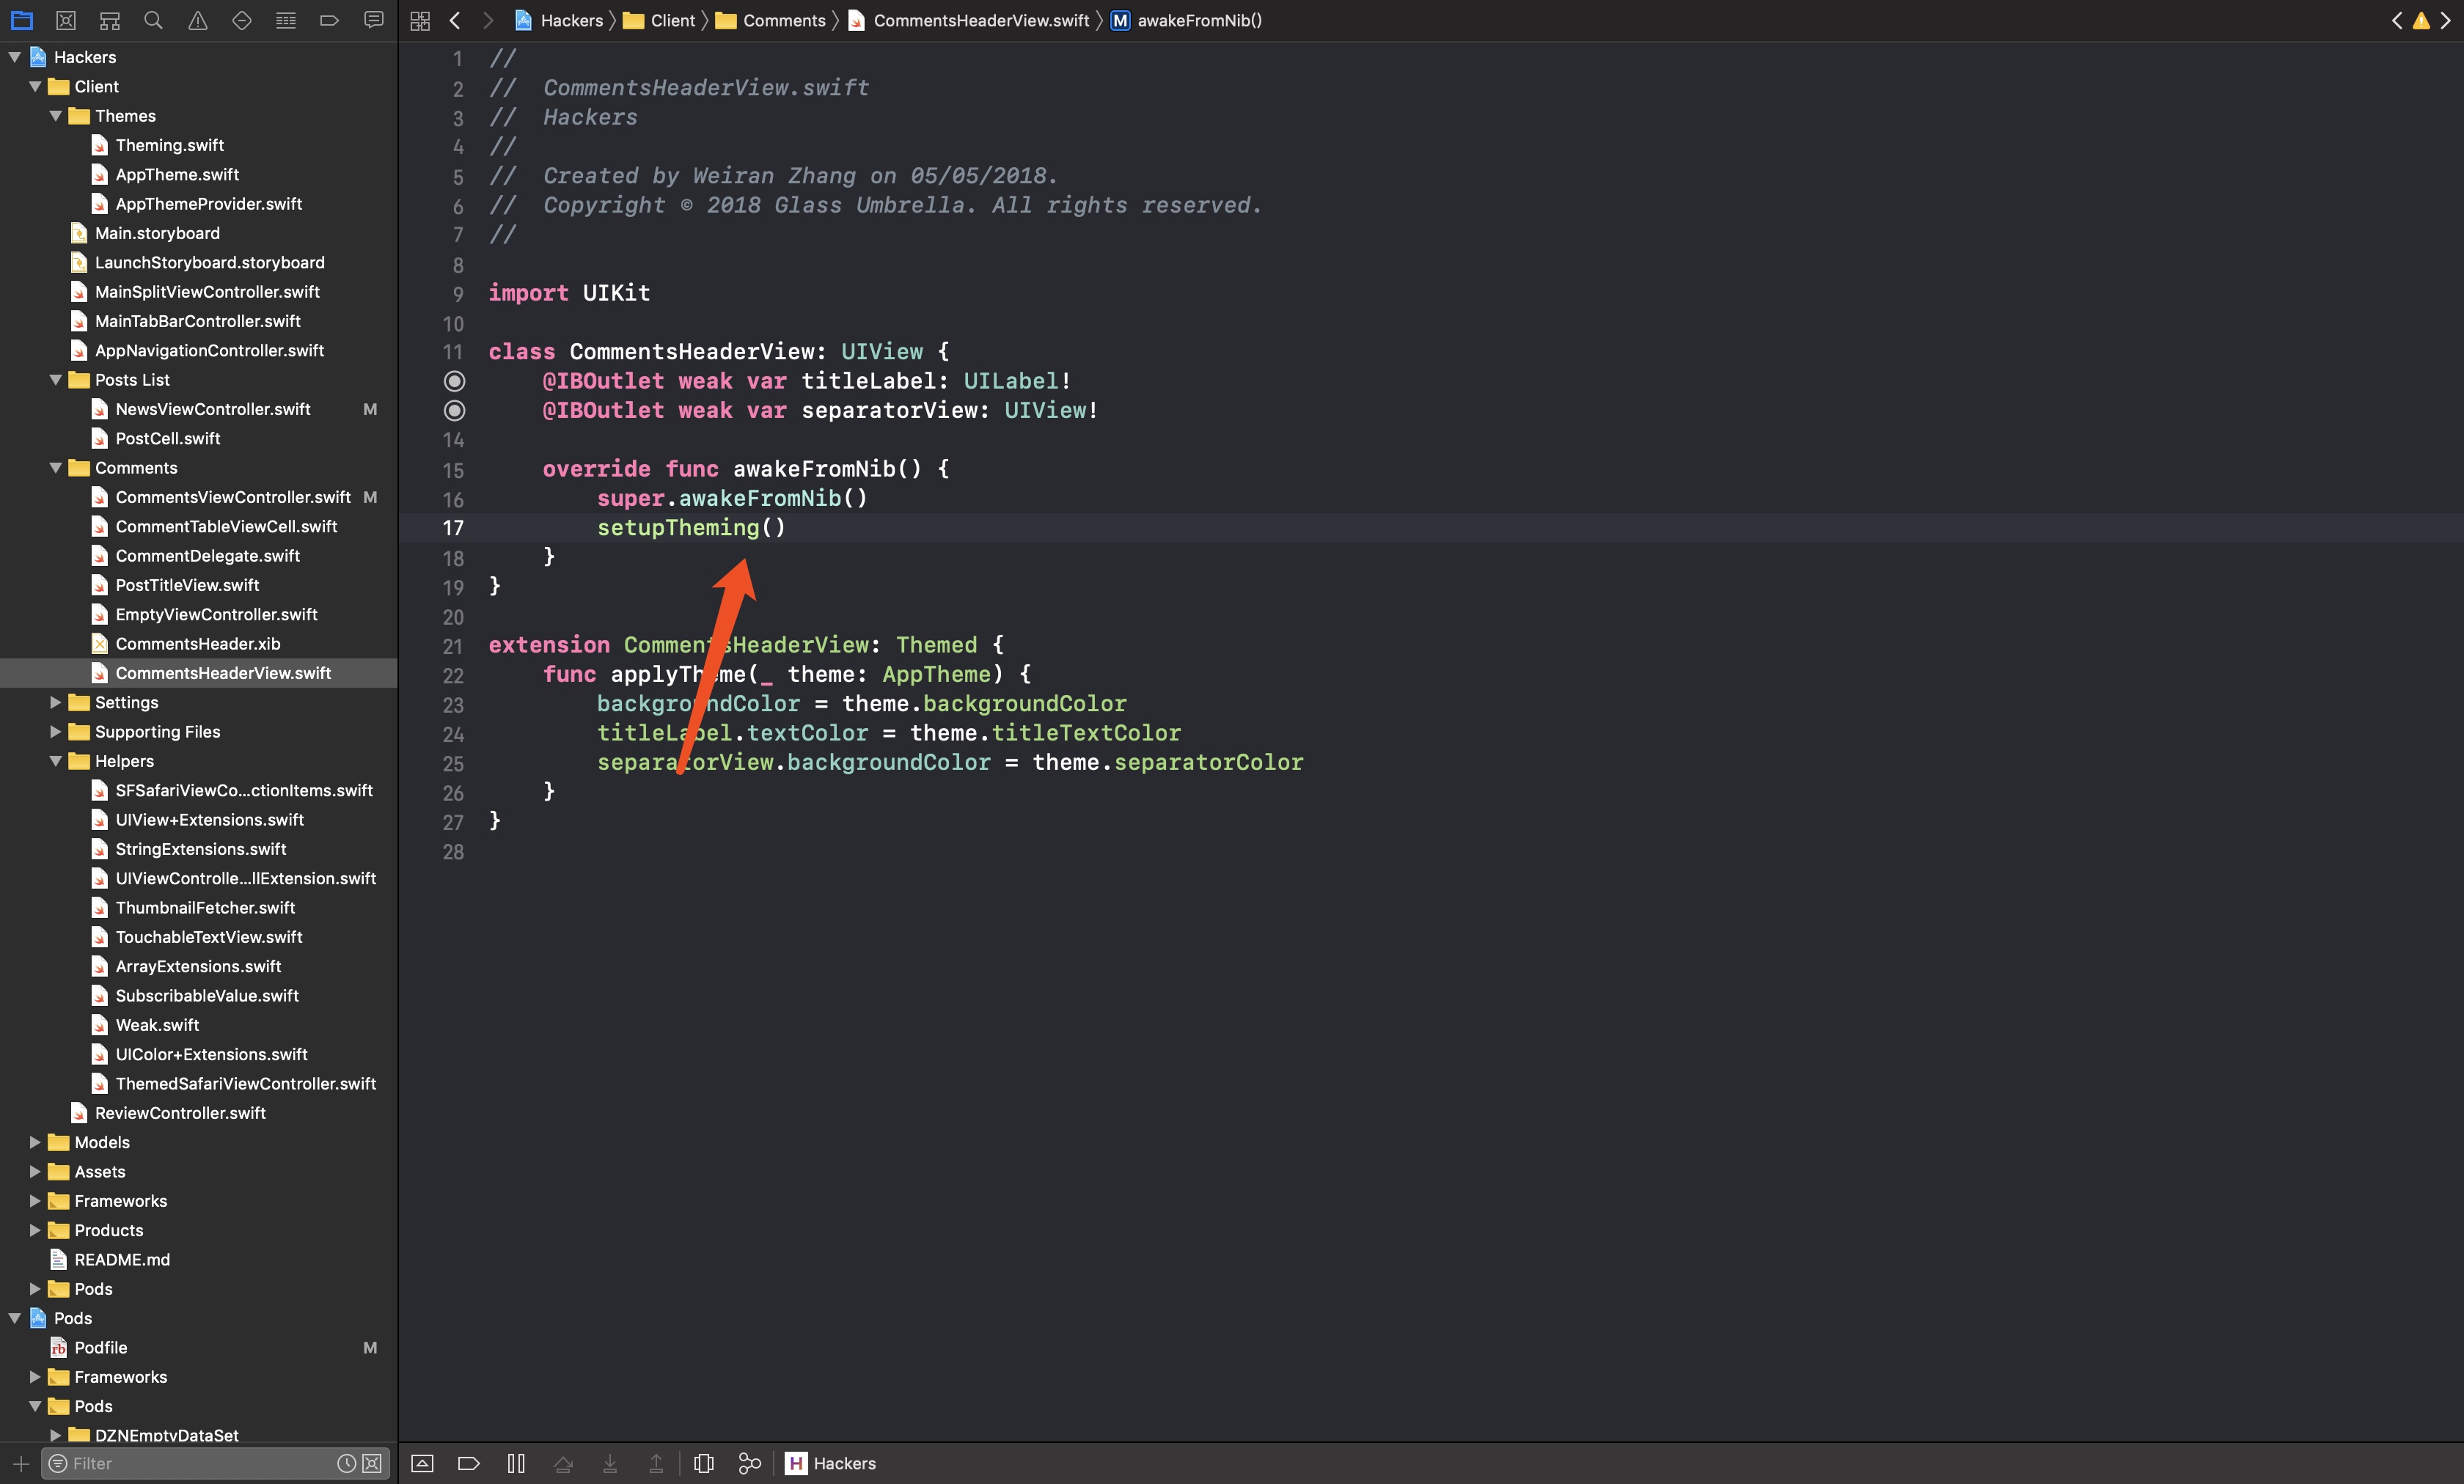 Hackers
Client
Themes
Theming.swift
AppTheme.swift
AppThemeProvider.swift
Main.storyboard
LaunchStoryboard.storyboard
MainSplitViewController.swift
MainTabBarController.swift
AppNavigationController.swift
Posts List
NewsViewController.swift M
PostCell.swift
Comments
CommentsViewController.swift M
CommentTableViewCell.swift
CommentDelegate.swift
PostTitleView.swift
EmptyViewController.swift
CommentsHeader.xib
CommentsHeaderView.swift
Settings
Supporting Files
Helpers
SFSafariViewCo...ctionItems.swift
UIView+Extensions.swift
StringExtensions.swift
UIViewControlle...llExtension.swift
ThumbnailFetcher.swift
TouchableTextView.swift
ArrayExtensions.swift
SubscribableValue.swift
Weak.swift
UIColor+Extensions.swift
ThemedSafariViewController.swift
ReviewController.swift
Models
Assets
Frameworks
Products
README.md
Pods
Pods
rb Podfile M
Frameworks
Pods
DZNEmptyDataSet
Filter
Hackers 〉 Client 〉 Comments 〉 CommentsHeaderView.swift 〉 M awakeFromNib()
1 //
2 //  CommentsHeaderView.swift
3 //  Hackers
4 //
5 //  Created by Weiran Zhang on 05/05/2018.
6 //  Copyright © 2018 Glass Umbrella. All rights reserved.
7 //
8
9 import UIKit
10
11 class CommentsHeaderView: UIView {
@IBOutlet weak var titleLabel: UILabel!
@IBOutlet weak var separatorView: UIView!
14
15 override func awakeFromNib() {
16 super.awakeFromNib()
17 setupTheming()
18 }
19 }
20
21 extension CommentsHeaderView: Themed {
22 func applyTheme(_ theme: AppTheme) {
23 backgroundColor = theme.backgroundColor
24 titleLabel.textColor = theme.titleTextColor
25 separatorView.backgroundColor = theme.separatorColor
26 }
27 }
28
H Hackers